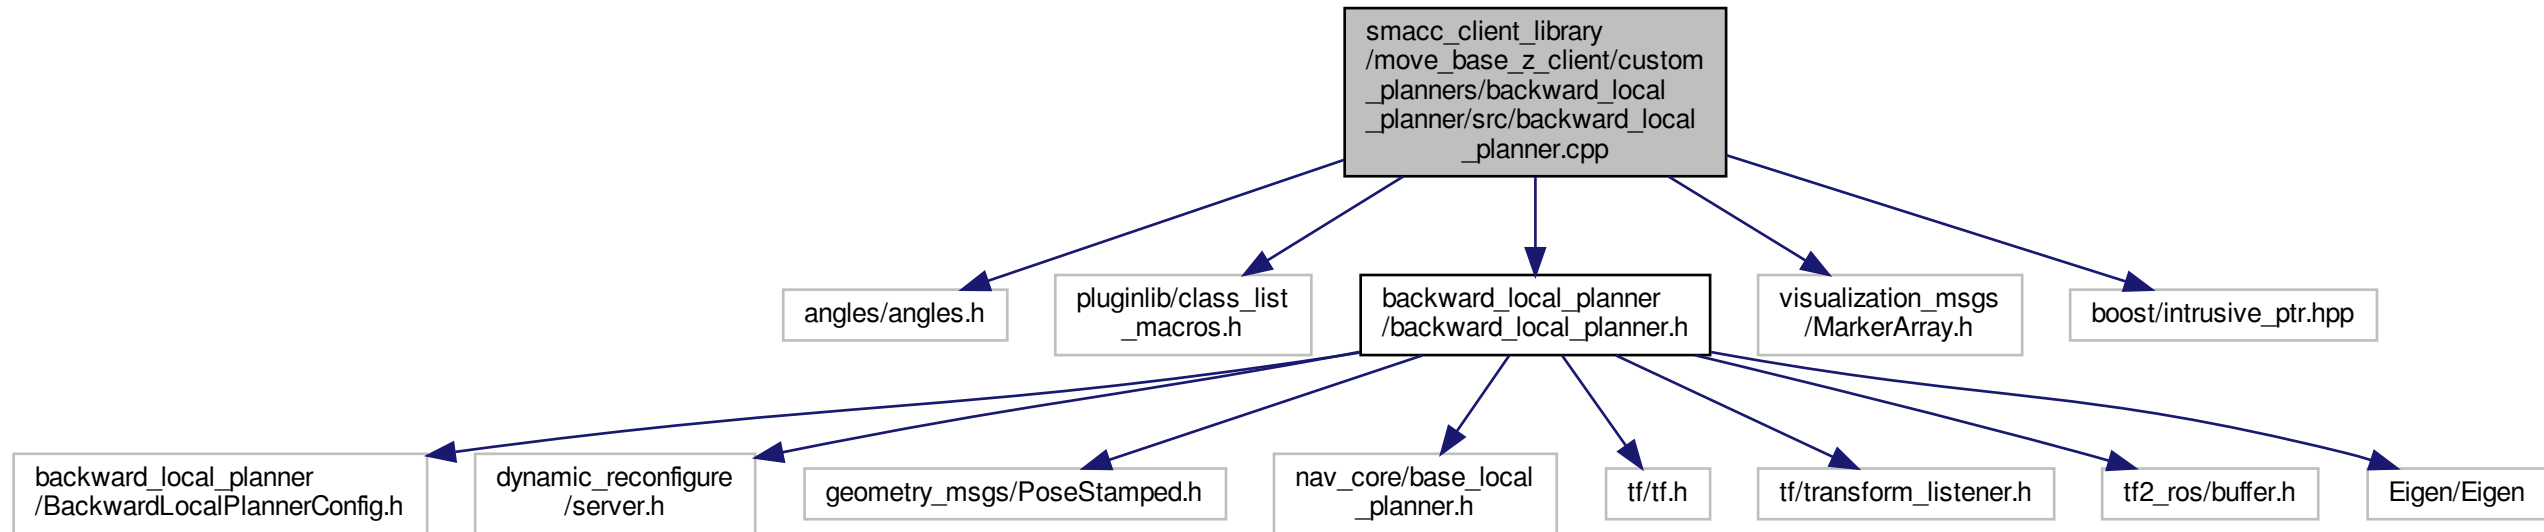 smacc_client_library
/move_base_z_client/custom
_planners/backward_local
_planner/src/backward_local
_planner.cpp
angles/angles.h
pluginlib/class_list
_macros.h
backward_local_planner
/backward_local_planner.h
visualization_msgs
/MarkerArray.h
boost/intrusive_ptr.hpp
backward_local_planner
/BackwardLocalPlannerConfig.h
dynamic_reconfigure
/server.h
geometry_msgs/PoseStamped.h
nav_core/base_local
_planner.h
tf/tf.h
tf/transform_listener.h
tf2_ros/buffer.h
Eigen/Eigen